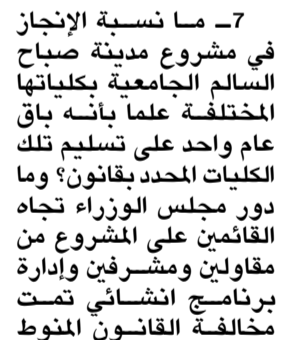 7ـ ما نسبة الإنجاز
في مشروع مدينة صباح
السالم الجامعية بكلياتها
المختلفة علما بأنه باق
عام واحد على تسليم تلك
الكليات المحدد بقانون؟ وما
دور مجلس الوزراء تجاه
القائمين على المشروع من
مقاولين ومشرفين وإدارة
برنامج انشائي تمت
مخالفة القانون المنوط